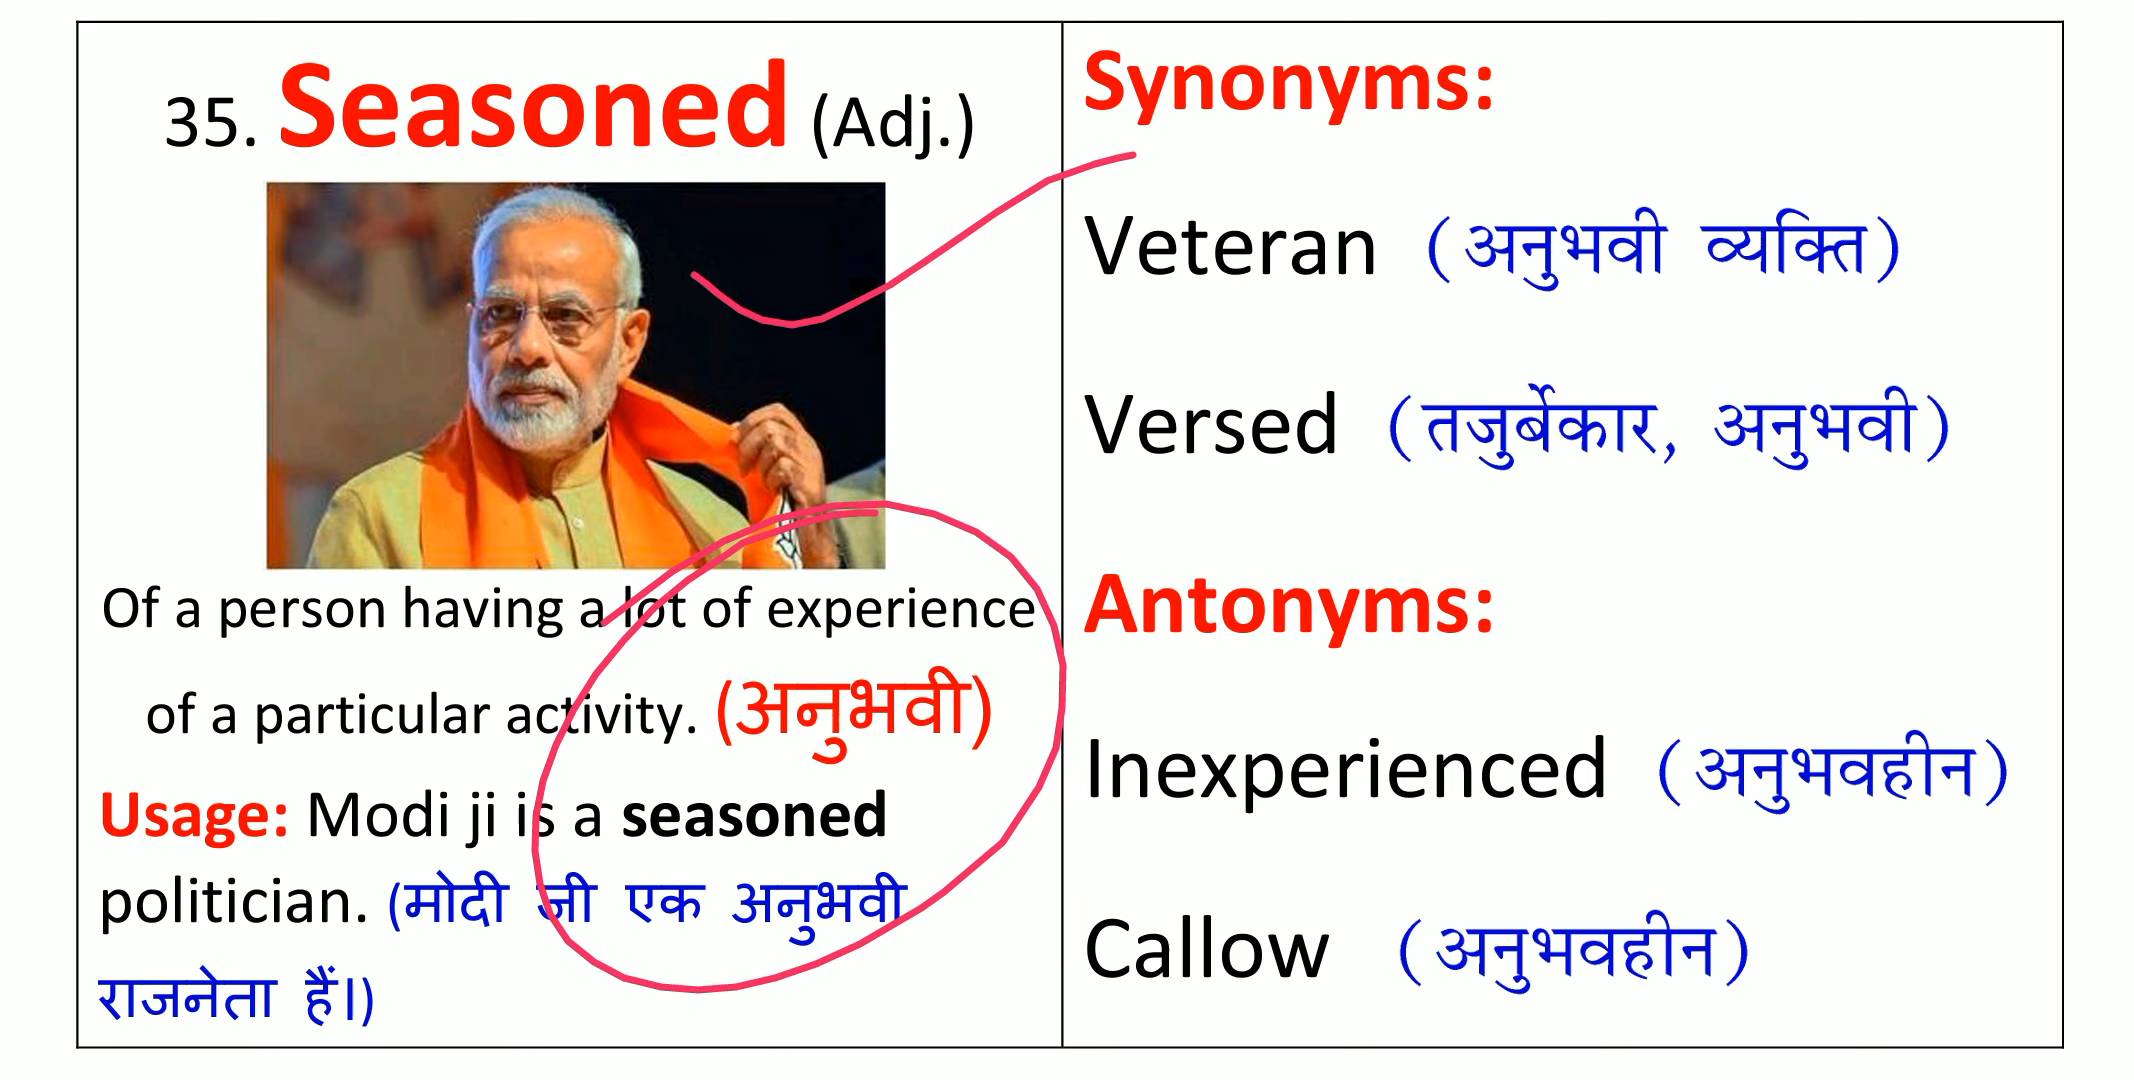 35. Seasoned (Adj.)
Of a person having a lot of experience
of a particular activity. (अनुभवी)
Usage: Modi ji is a seasoned
politician. (मोदी जी एक अनुभवी
राजनेता हैं।)
Synonyms:
Veteran (अनुभवी व्यक्ति)
Versed (तजुर्बेकार, अनुभवी)
Antonyms:
Inexperienced (अनुभवहीन)
Callow (अनुभवहीन)